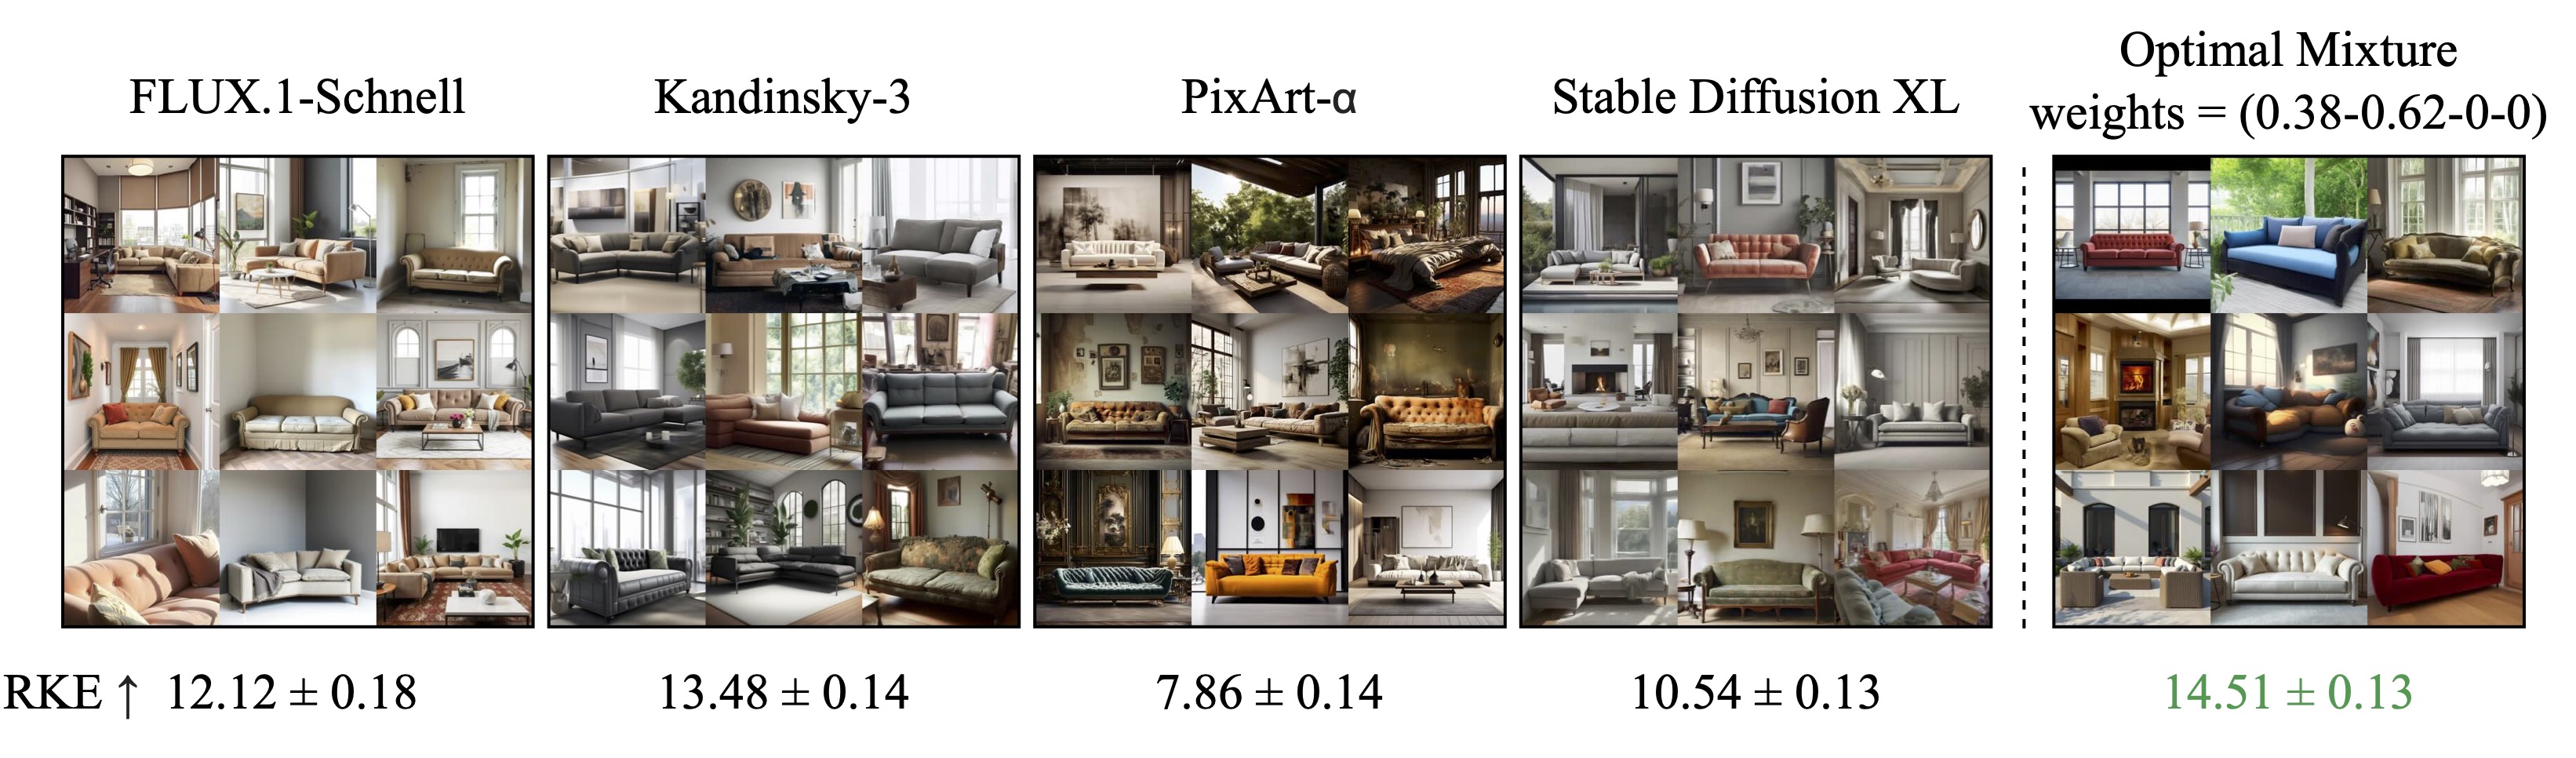 FLUX.1-Schnell
Kandinsky-3
PixArt-α
Stable Diffusion XL
Optimal Mixture
weights = (0.38-0.62-0-0)
RKE ↑ 12.12 ± 0.18
13.48 ± 0.14
7.86 ± 0.14
10.54 ± 0.13
14.51 ± 0.13